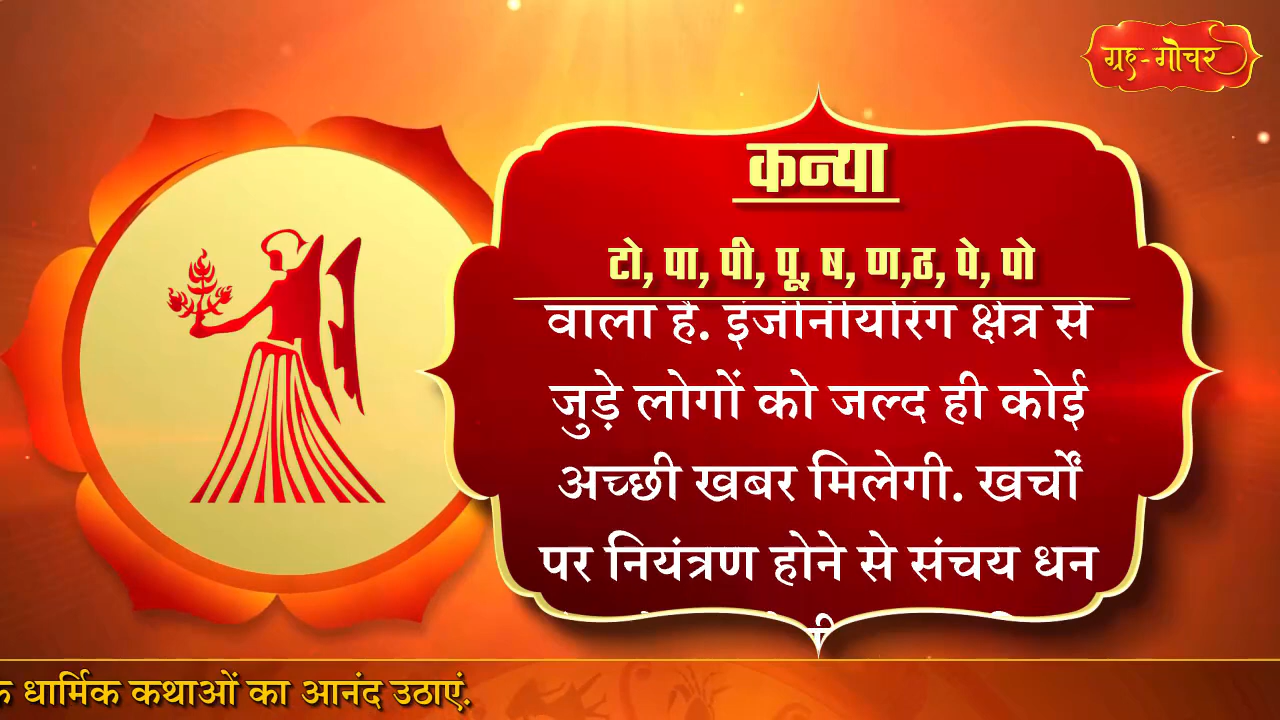 ग्रह-गोचर
कन्या
टो, पा, पी, पू, ष, ण,ठ, पे, पो
वाला है. इंजीनीयरिंग क्षेत्र से
जुड़े लोगों को जल्द ही कोई
अच्छी खबर मिलेगी. खर्चों
पर नियंत्रण होने से संचय धन
धार्मिक कथाओं का आनंद उठाएं.